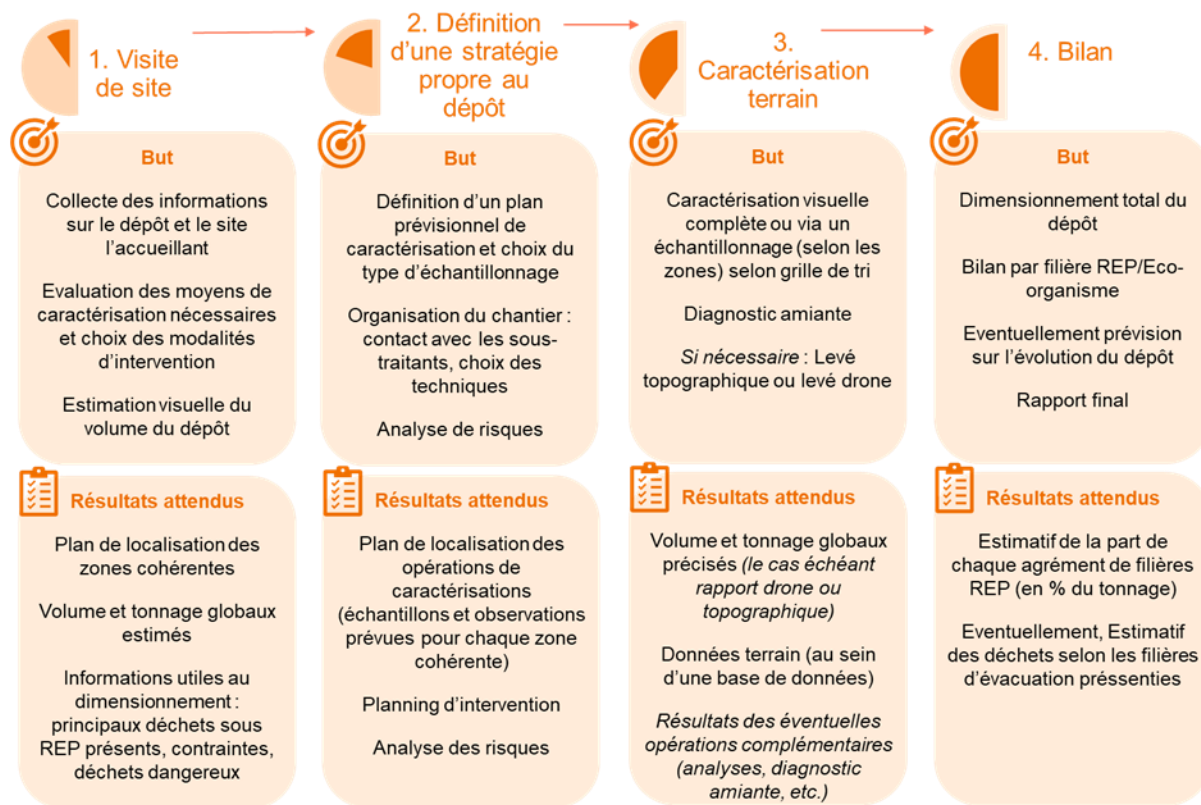 1. Visite
de site
2. Définition
d’une stratégie
propre au
dépôt
3.
Caractérisation
terrain
4. Bilan
But
Collecte des informations
sur le dépôt et le site
l’accueillant
Evaluation des moyens de
caractérisation nécessaires
et choix des modalités
d’intervention
Estimation visuelle du
volume du dépôt
But
Définition d’un plan
prévisionnel de
caractérisation et choix du
type d’échantillonnage
Organisation du chantier :
contact avec les sous-
traitants, choix des
techniques
Analyse de risques
But
Caractérisation visuelle
complète ou via un
échantillonnage (selon les
zones) selon grille de tri
Diagnostic amiante
Si nécessaire : Levé
topographique ou levé drone
But
Dimensionnement total du
dépôt
Bilan par filière REP/Eco-
organisme
Eventuellement prévision
sur l’évolution du dépôt
Rapport final
Résultats attendus
Plan de localisation des
zones cohérentes
Volume et tonnage globaux
estimés
Informations utiles au
dimensionnement :
principaux déchets sous
REP présents, contraintes,
déchets dangereux
Résultats attendus
Plan de localisation des
opérations de
caractérisations
(échantillons et observations
prévues pour chaque zone
cohérente)
Planning d’intervention
Analyse des risques
Résultats attendus
Volume et tonnage globaux
précisés (le cas échéant
rapport drone ou
topographique)
Données terrain (au sein
d’une base de données)
Résultats des éventuelles
opérations complémentaires
(analyses, diagnostic
amiante, etc.)
Résultats attendus
Estimatif de la part de
chaque agrément de filières
REP (en % du tonnage)
Eventuellement, Estimatif
des déchets selon les filières
d’évacuation préssenties